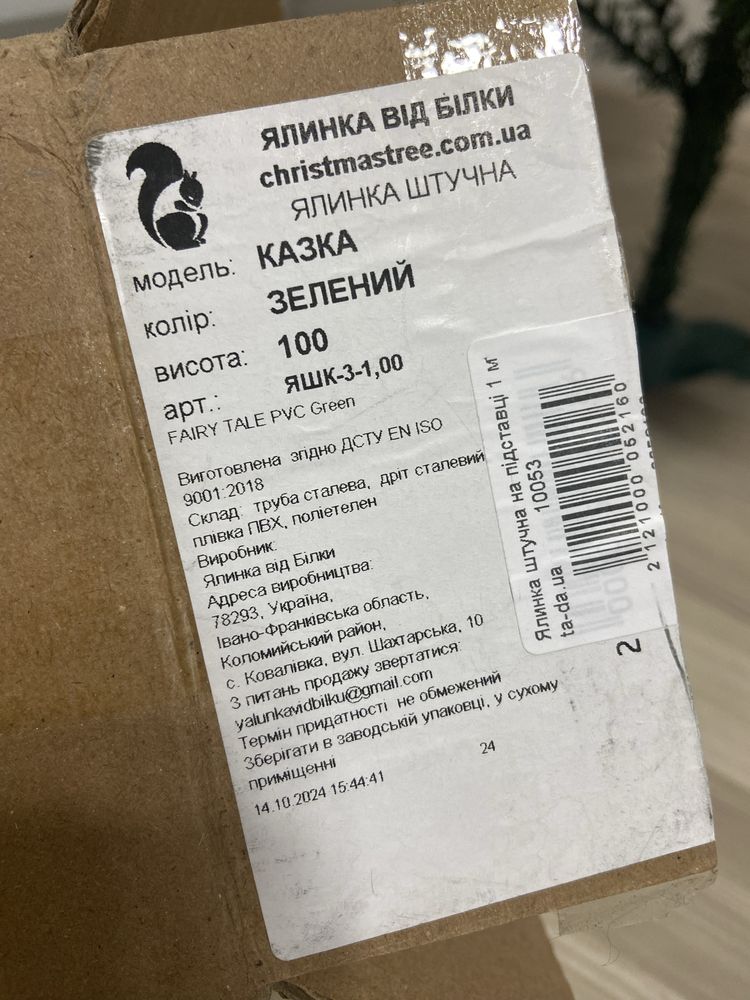 ЯЛИНКА ВІД БІЛКИ
christmastree.com.ua
ЯЛИНКА ШТУЧНА
модель: КАЗКА
колір: ЗЕЛЕНИЙ
висота: 100
арт.: ЯШК-3-1,00
FAIRY TALE PVC Green
Виготовлена згідно ДСТУ EN ISO
9001:2018
Склад: труба сталева, дріт сталевий
плівка ПВХ, поліетелен
Виробник:
Ялинка від Білки
Адреса виробництва:
78293, Україна,
Івано-Франківська область,
Коломийський район,
с. Ковалівка, вул. Шахтарська, 10
З питань продажу звертатися:
yalunkavidbilku@gmail.com
Термін придатності не обмежений
Зберігати в заводській упаковці, у сухому
приміщенні
24
14.10.2024 15:44:41
Ялинка штучна на підставці 1 м
ta-da.ua 10053
2 121000 052160
2